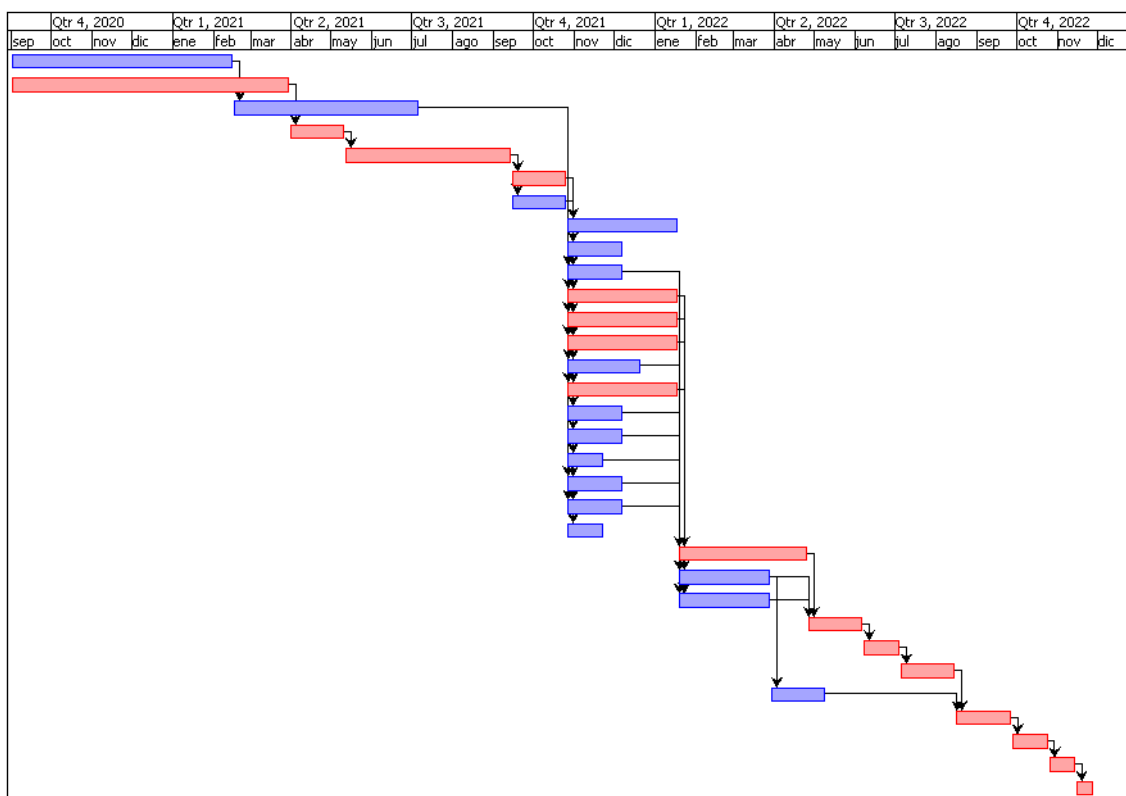 Qtr 4, 2020 Qtr 1, 2021 Qtr 2, 2021 Qtr 3, 2021 Qtr 4, 2021 Qtr 1, 2022 Qtr 2, 2022 Qtr 3, 2022 Qtr 4, 2022
sep oct nov dic ene feb mar abr may jun jul ago sep oct nov dic ene feb mar abr may jun jul ago sep oct nov dic